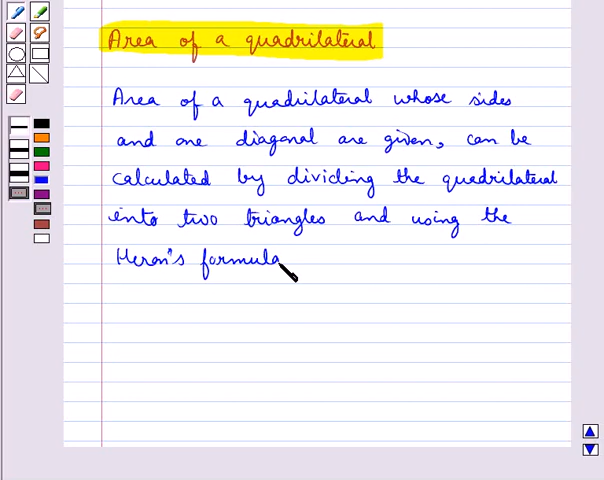 Area of a quadrilateral
Area of a quadrilateral whose sides
and one diagonal are given, can be
calculated by dividing the quadrilateral
into two triangles and using the
Heron's formula